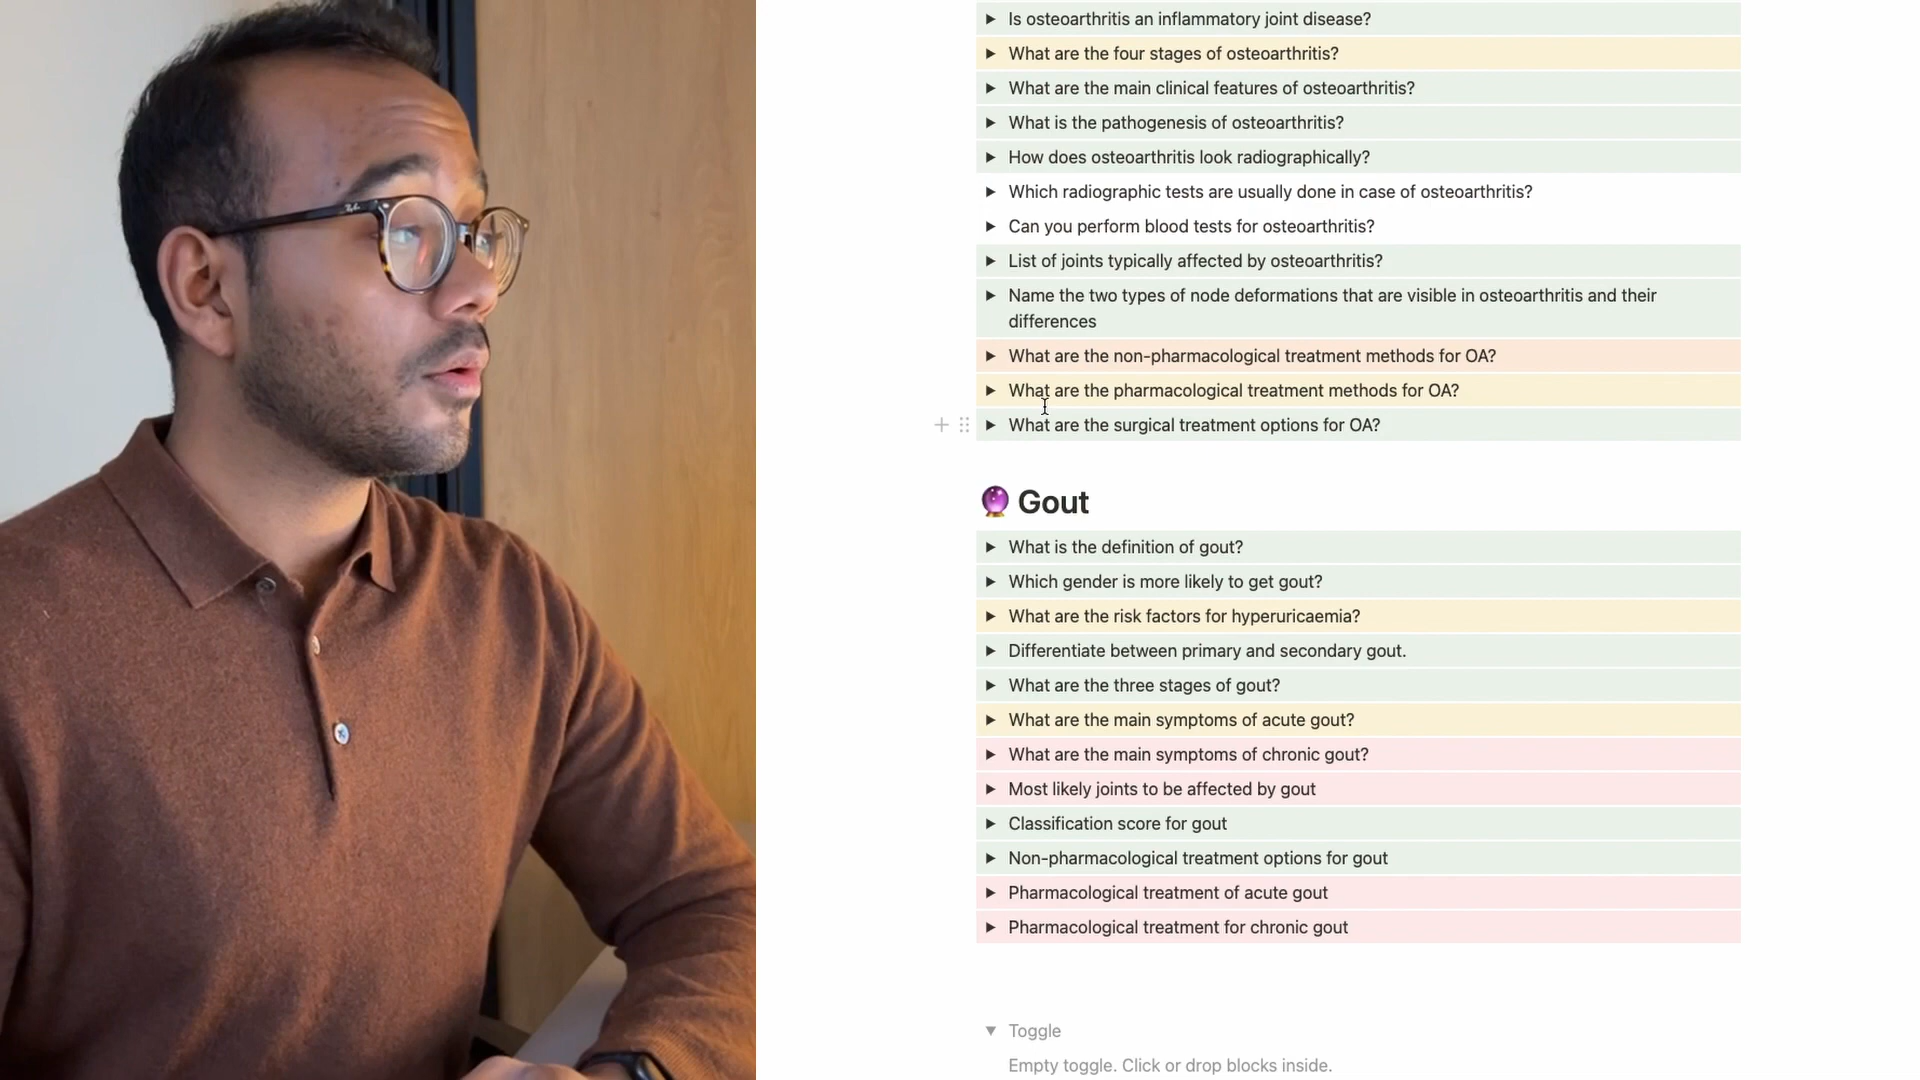 Is osteoarthritis an inflammatory joint disease?
What are the four stages of osteoarthritis?
What are the main clinical features of osteoarthritis?
What is the pathogenesis of osteoarthritis?
How does osteoarthritis look radiographically?
Which radiographic tests are usually done in case of osteoarthritis?
Can you perform blood tests for osteoarthritis?
List of joints typically affected by osteoarthritis?
Name the two types of node deformations that are visible in osteoarthritis and their
differences
What are the non-pharmacological treatment methods for OA?
What are the pharmacological treatment methods for OA?
What are the surgical treatment options for OA?
Gout
What is the definition of gout?
Which gender is more likely to get gout?
What are the risk factors for hyperuricaemia?
Differentiate between primary and secondary gout.
What are the three stages of gout?
What are the main symptoms of acute gout?
What are the main symptoms of chronic gout?
Most likely joints to be affected by gout
Classification score for gout
Non-pharmacological treatment options for gout
Pharmacological treatment of acute gout
Pharmacological treatment for chronic gout
Toggle
Empty toggle. Click or drop blocks inside.